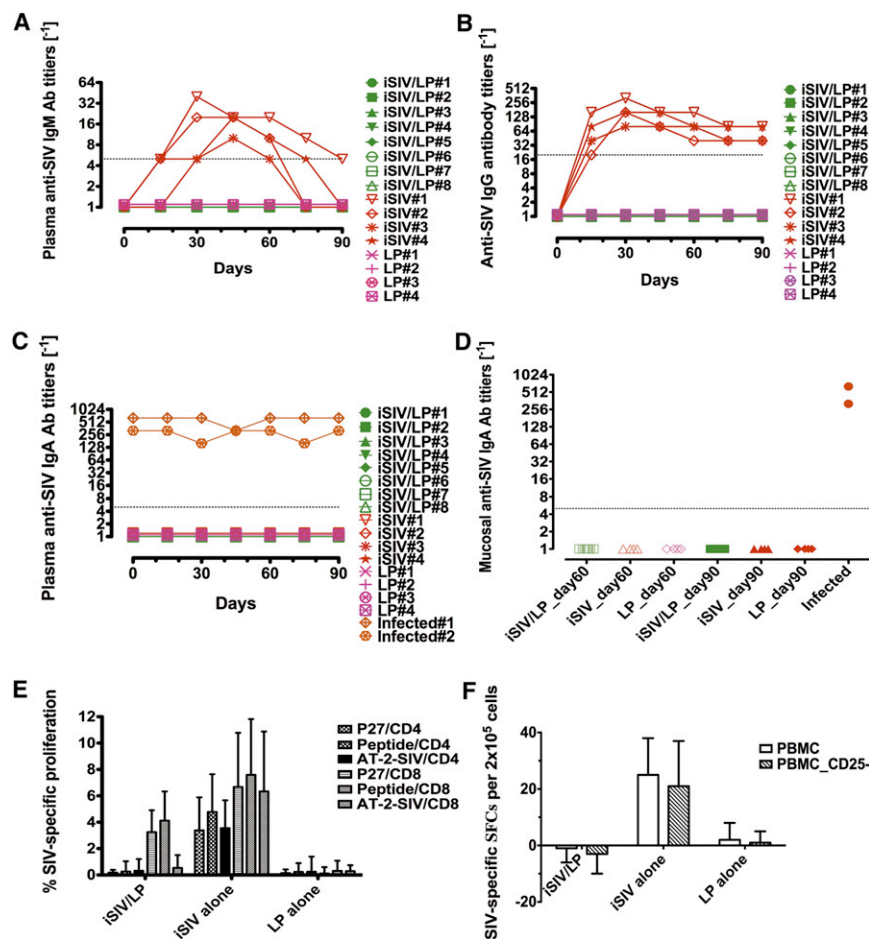 A
Plasma anti-SIV IgM Ab titiers [-1]
64
32
16
8
4
2
1
0 30 60 90
Days
iSIV/LP#1
iSIV/LP#2
iSIV/LP#3
iSIV/LP#4
iSIV/LP#5
iSIV/LP#6
iSIV/LP#7
iSIV/LP#8
iSIV#1
iSIV#2
iSIV#3
iSIV#4
LP#1
LP#2
LP#3
LP#4
B
Anti-SIV IgG antibody titiers [-1]
512
256
128
64
32
16
8
4
2
1
0 30 60 90
Days
iSIV/LP#1
iSIV/LP#2
iSIV/LP#3
iSIV/LP#4
iSIV/LP#5
iSIV/LP#6
iSIV/LP#7
iSIV/LP#8
iSIV#1
iSIV#2
iSIV#3
iSIV#4
LP#1
LP#2
LP#3
LP#4
C
Plasma anti-SIV IgA Ab titiers [-1]
1024
512
256
128
64
32
16
8
4
2
1
0 30 60 90
Days
iSIV/LP#1
iSIV/LP#2
iSIV/LP#3
iSIV/LP#4
iSIV/LP#5
iSIV/LP#6
iSIV/LP#7
iSIV/LP#8
iSIV#1
iSIV#2
iSIV#3
iSIV#4
LP#1
LP#2
LP#3
LP#4
Infected#1
Infected#2
D
Mucosal anti-SIV IgA Ab titiers [-1]
1024
512
256
128
64
32
16
8
4
2
1
iSIV/LP_day60
iSIV_day60
LP_day60
iSIV/LP_day90
iSIV_day90
LP_day90
Infected
E
% SIV-specific proliferation
12
10
8
6
4
2
0
iSIV/LP
iSIV alone
LP alone
P27/CD4
Peptide/CD4
AT-2-SIV/CD4
P27/CD8
Peptide/CD8
AT-2-SIV/CD8
F
SIV-specific SFCs per 2x10⁵ cells
40
20
0
-20
iSIV/LP
iSIV alone
LP alone
PBMC
PBMC_CD25-